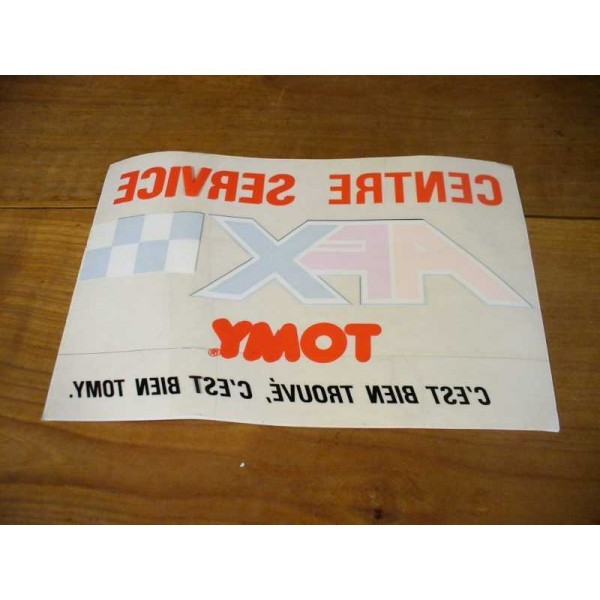 CENTRE SERVICE
AFX
TOMY®
C'EST BIEN TROUVÉ, C'EST BIEN TOMY.